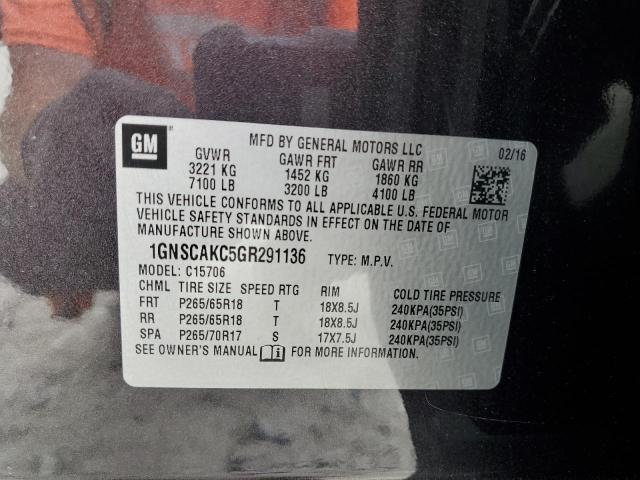 GM
MFD BY GENERAL MOTORS LLC
02/16
GVWR GAWR FRT GAWR RR
3221 KG 1452 KG 1860 KG
7100 LB 3200 LB 4100 LB
THIS VEHICLE CONFORMS TO ALL APPLICABLE U.S. FEDERAL MOTOR
VEHICLE SAFETY STANDARDS IN EFFECT ON THE DATE OF
MANUFACTURE SHOWN ABOVE.
1GNSCAKC5GR291136 TYPE: M.P.V.
MODEL: C15706
CHML TIRE SIZE SPEED RTG RIM COLD TIRE PRESSURE
FRT P265/65R18 T 18X8.5J 240KPA(35PSI)
RR P265/65R18 T 18X8.5J 240KPA(35PSI)
SPA P265/70R17 S 17X7.5J 240KPA(35PSI)
SEE OWNER'S MANUAL FOR MORE INFORMATION.